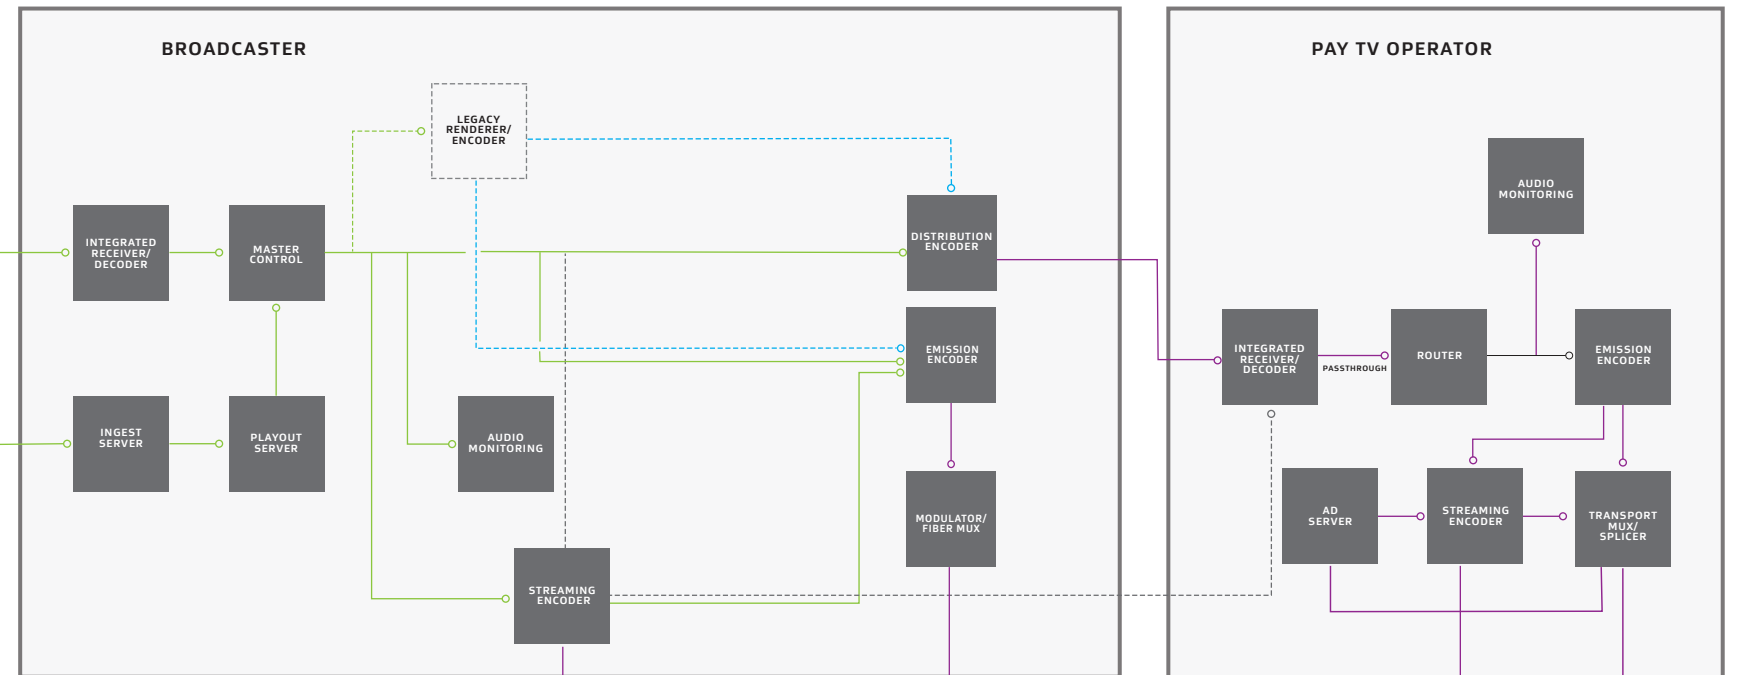 BROADCASTER
LEGACY
RENDERER/
ENCODER
INTEGRATED
RECEIVER/
DECODER
MASTER
CONTROL
DISTRIBUTION
ENCODER
EMISSION
ENCODER
INGEST
SERVER
PLAYOUT
SERVER
AUDIO
MONITORING
MODULATOR/
FIBER MUX
STREAMING
ENCODER
PAY TV OPERATOR
AUDIO
MONITORING
INTEGRATED
RECEIVER/
DECODER
PASSTHROUGH
ROUTER
EMISSION
ENCODER
AD
SERVER
STREAMING
ENCODER
TRANSPORT
MUX/
SPLICER